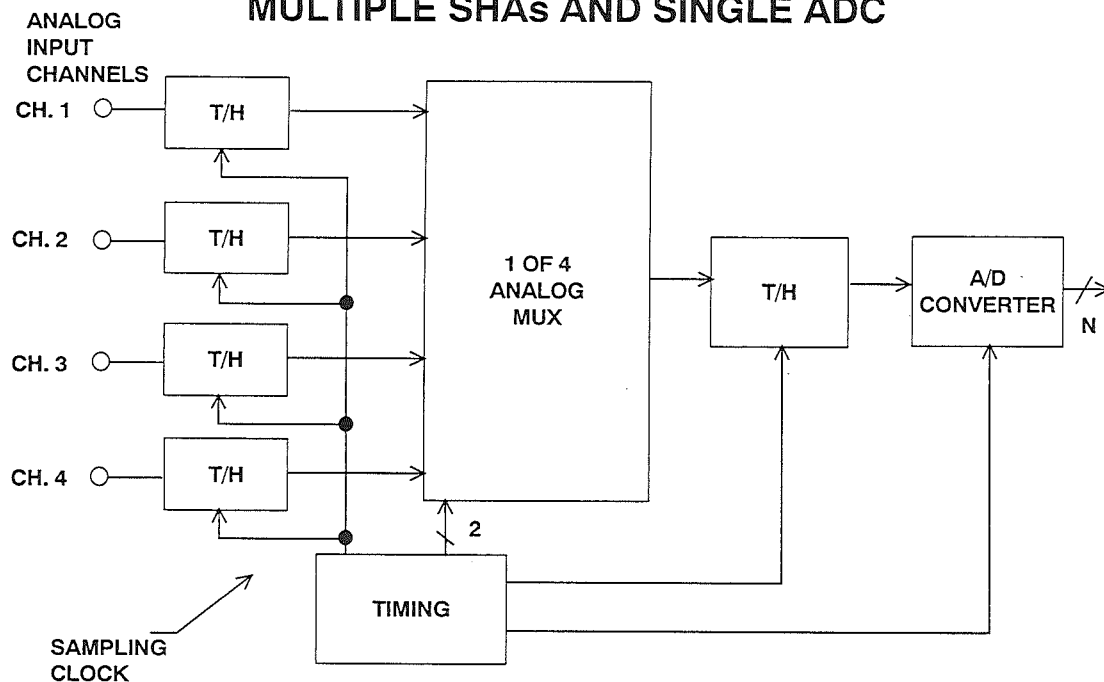 MULTIPLE SHAs AND SINGLE ADC
ANALOG
INPUT
CHANNELS
CH. 1
T/H
CH. 2
T/H
CH. 3
T/H
CH. 4
T/H
1 OF 4
ANALOG
MUX
T/H
A/D
CONVERTER
N
2
TIMING
SAMPLING
CLOCK